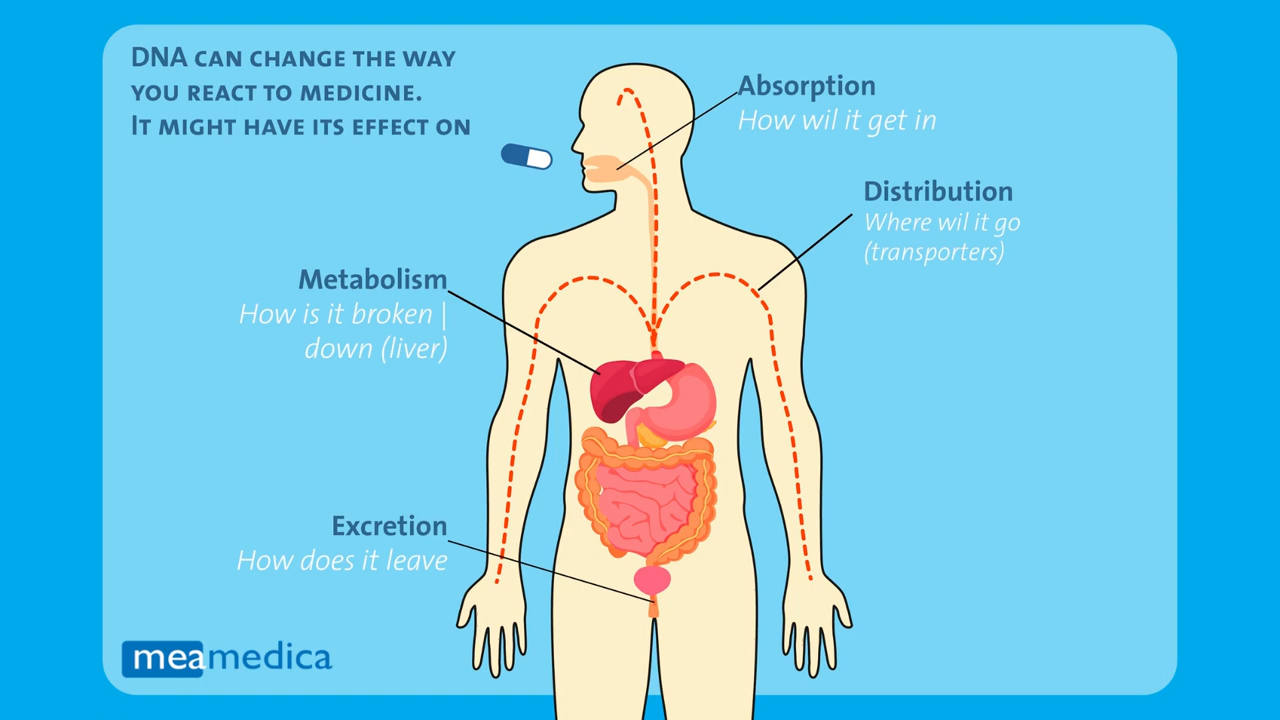 DNA CAN CHANGE THE WAY
YOU REACT TO MEDICINE.
IT MIGHT HAVE ITS EFFECT ON
Absorption
How wil it get in
Distribution
Where wil it go
(transporters)
Metabolism
How is it broken |
down (liver)
Excretion
How does it leave
meamedica